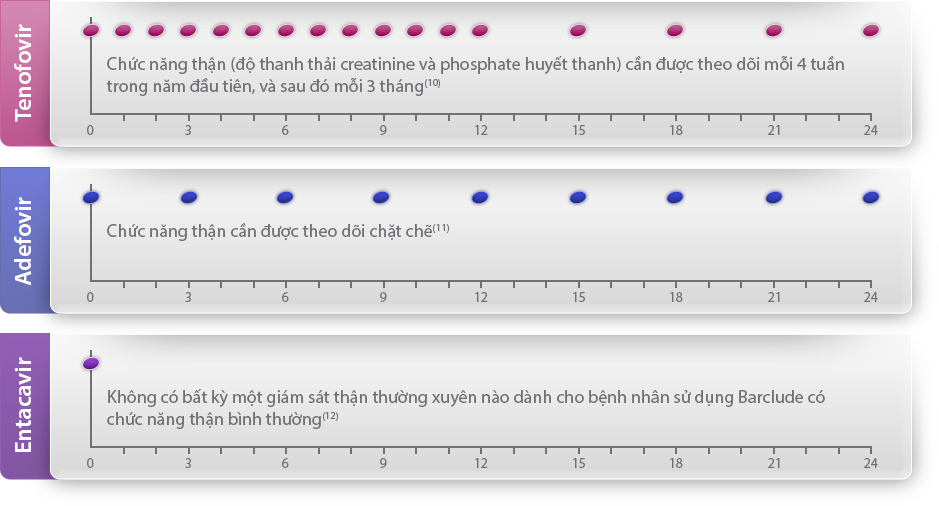 Tenofovir
Chức năng thận (độ thanh thải creatinine và phosphate huyết thanh) cần được theo dõi mỗi 4 tuần
trong năm đầu tiên, và sau đó mỗi 3 tháng(10)
0 3 6 9 12 15 18 21 24
Adefovir
Chức năng thận cần được theo dõi chặt chẽ(11)
0 3 6 9 12 15 18 21 24
Entacavir
Không có bất kỳ một giám sát thận thường xuyên nào dành cho bệnh nhân sử dụng Barclude có
chức năng thận bình thường(12)
0 3 6 9 12 15 18 21 24